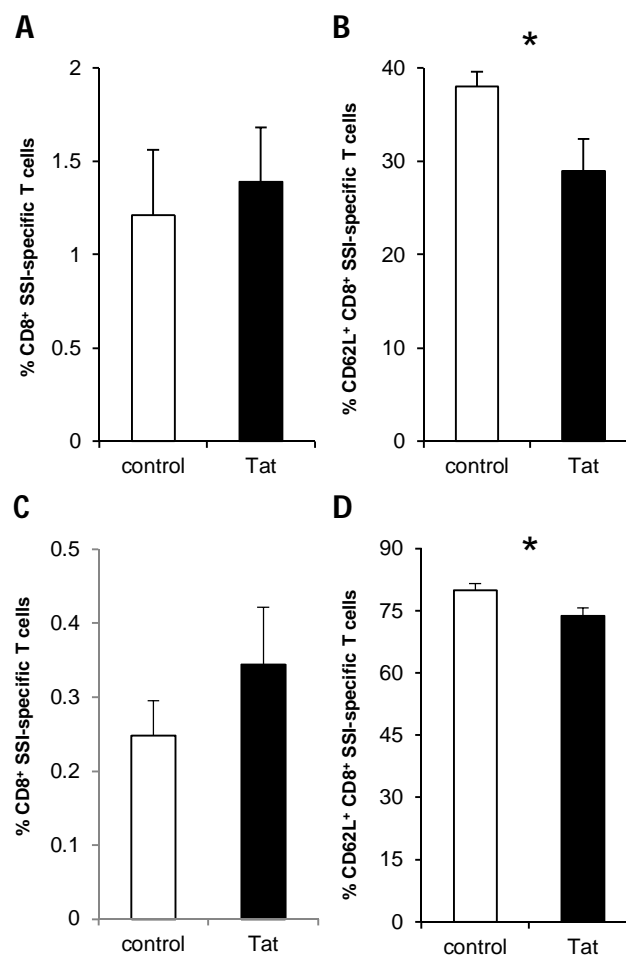 A
% CD8⁺ SSI-specific T cells
2
1.5
1
0.5
0
control Tat
B
*
% CD62L⁺ CD8⁺ SSI-specific T cells
40
30
20
10
0
control Tat
C
% CD8⁺ SSI-specific T cells
0.5
0.4
0.3
0.2
0.1
0
control Tat
D
*
% CD62L⁺ CD8⁺ SSI-specific T cells
90
75
60
45
30
15
0
control Tat